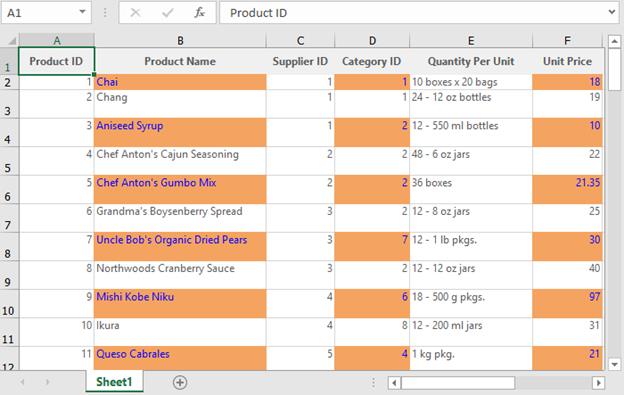 A1 fx Product ID
A B C D E F
1 Product ID Product Name Supplier ID Category ID Quantity Per Unit Unit Price
2 1 Chai 1 1 10 boxes x 20 bags 18
3 2 Chang 1 1 24 - 12 oz bottles 19
4 3 Aniseed Syrup 1 2 12 - 550 ml bottles 10
5 4 Chef Anton's Cajun Seasoning 2 2 48 - 6 oz jars 22
6 5 Chef Anton's Gumbo Mix 2 2 36 boxes 21.35
7 6 Grandma's Boysenberry Spread 3 2 12 - 8 oz jars 25
8 7 Uncle Bob's Organic Dried Pears 3 7 12 - 1 lb pkgs. 30
9 8 Northwoods Cranberry Sauce 3 2 12 - 12 oz jars 40
10 9 Mishi Kobe Niku 4 6 18 - 500 g pkgs. 97
11 10 Ikura 4 8 12 - 200 ml jars 31
12 11 Queso Cabrales 5 4 1 kg pkg. 21
Sheet1